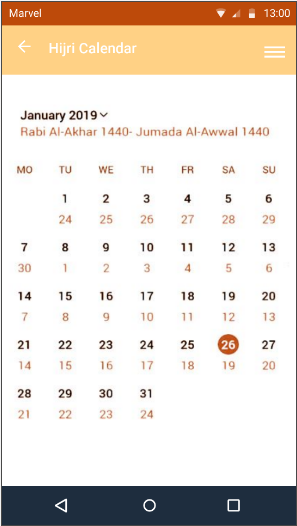 Marvel 13:00
Hijri Calendar
January 2019
Rabi Al-Akhar 1440- Jumada Al-Awwal 1440
MO TU WE TH FR SA SU
1 2 3 4 5 6
24 25 26 27 28 29
7 8 9 10 11 12 13
30 1 2 3 4 5 6
14 15 16 17 18 19 20
7 8 9 10 11 12 13
21 22 23 24 25 26 27
14 15 16 17 18 19 20
28 29 30 31
21 22 23 24